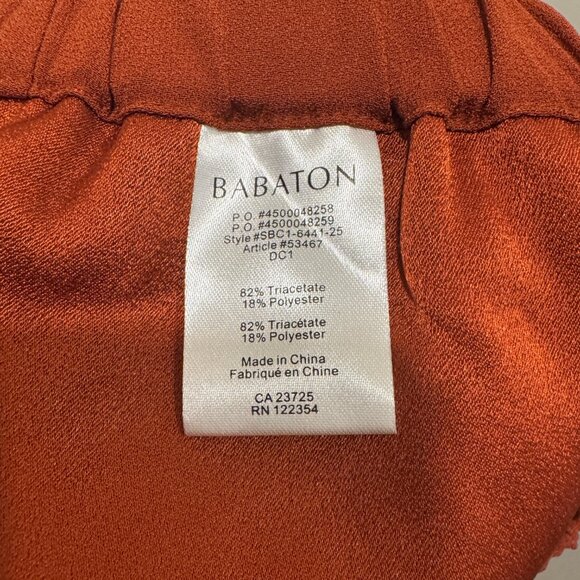 BABATON
P.O. #4500048258
P.O. #4500048259
Style #SBC1-6441-25
Article #53467
DC1
82% Triacetate
18% Polyester
82% Triacétate
18% Polyester
Made in China
Fabriqué en Chine
CA 23725
RN 122354